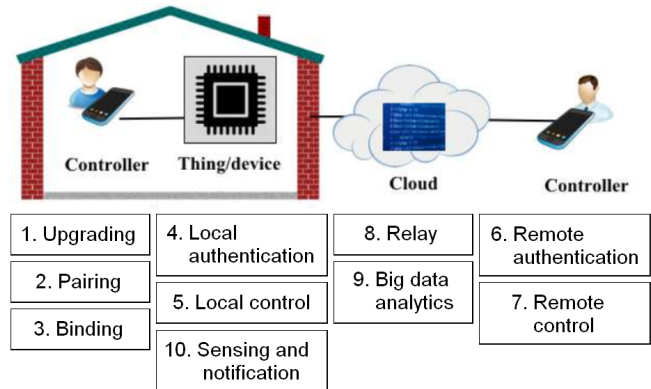 Controller
Thing/device
Cloud
Controller
1. Upgrading
2. Pairing
3. Binding
4. Local
authentication
5. Local control
10. Sensing and
notification
8. Relay
9. Big data
analytics
6. Remote
authentication
7. Remote
control